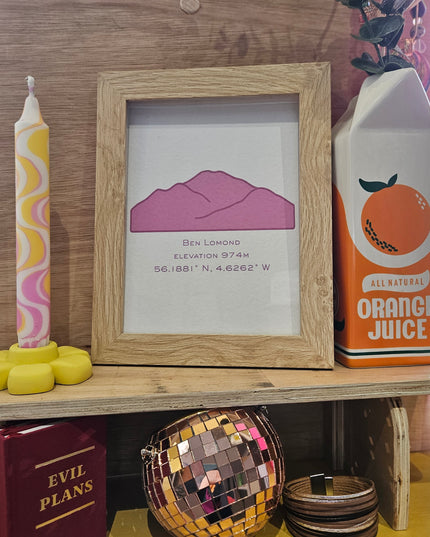 Ben Lomond
elevation 974m
56.1881° N, 4.6262° W
ALL NATURAL
ORANGE
JUICE
EVIL
PLANS